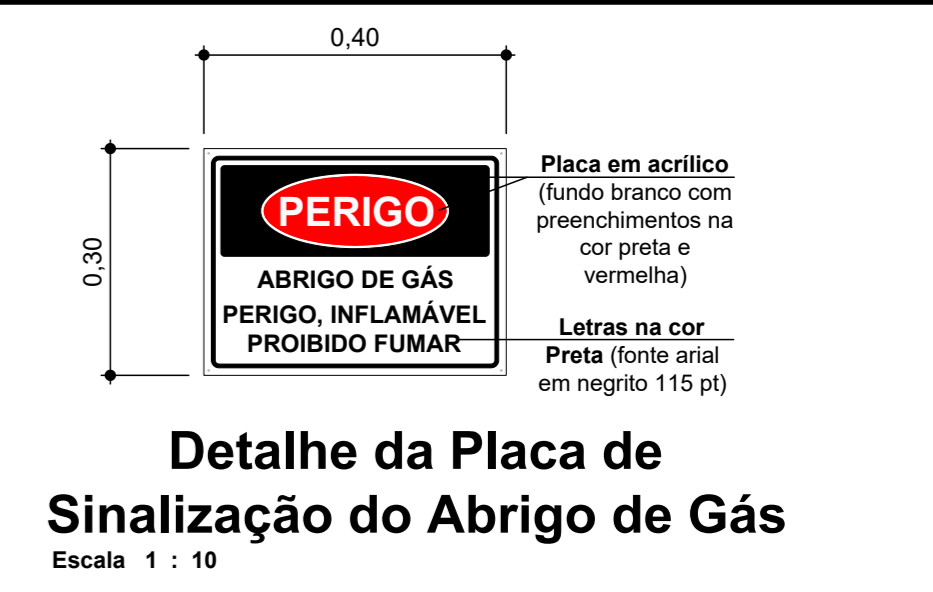 0,40
0,30
PERIGO
ABRIGO DE GÁS
PERIGO, INFLAMÁVEL
PROIBIDO FUMAR
Placa em acrílico
(fundo branco com
preenchimentos na
cor preta e
vermelha)
Letras na cor
Preta (fonte arial
em negrito 115 pt)
Detalhe da Placa de
Sinalização do Abrigo de Gás
Escala 1 : 10